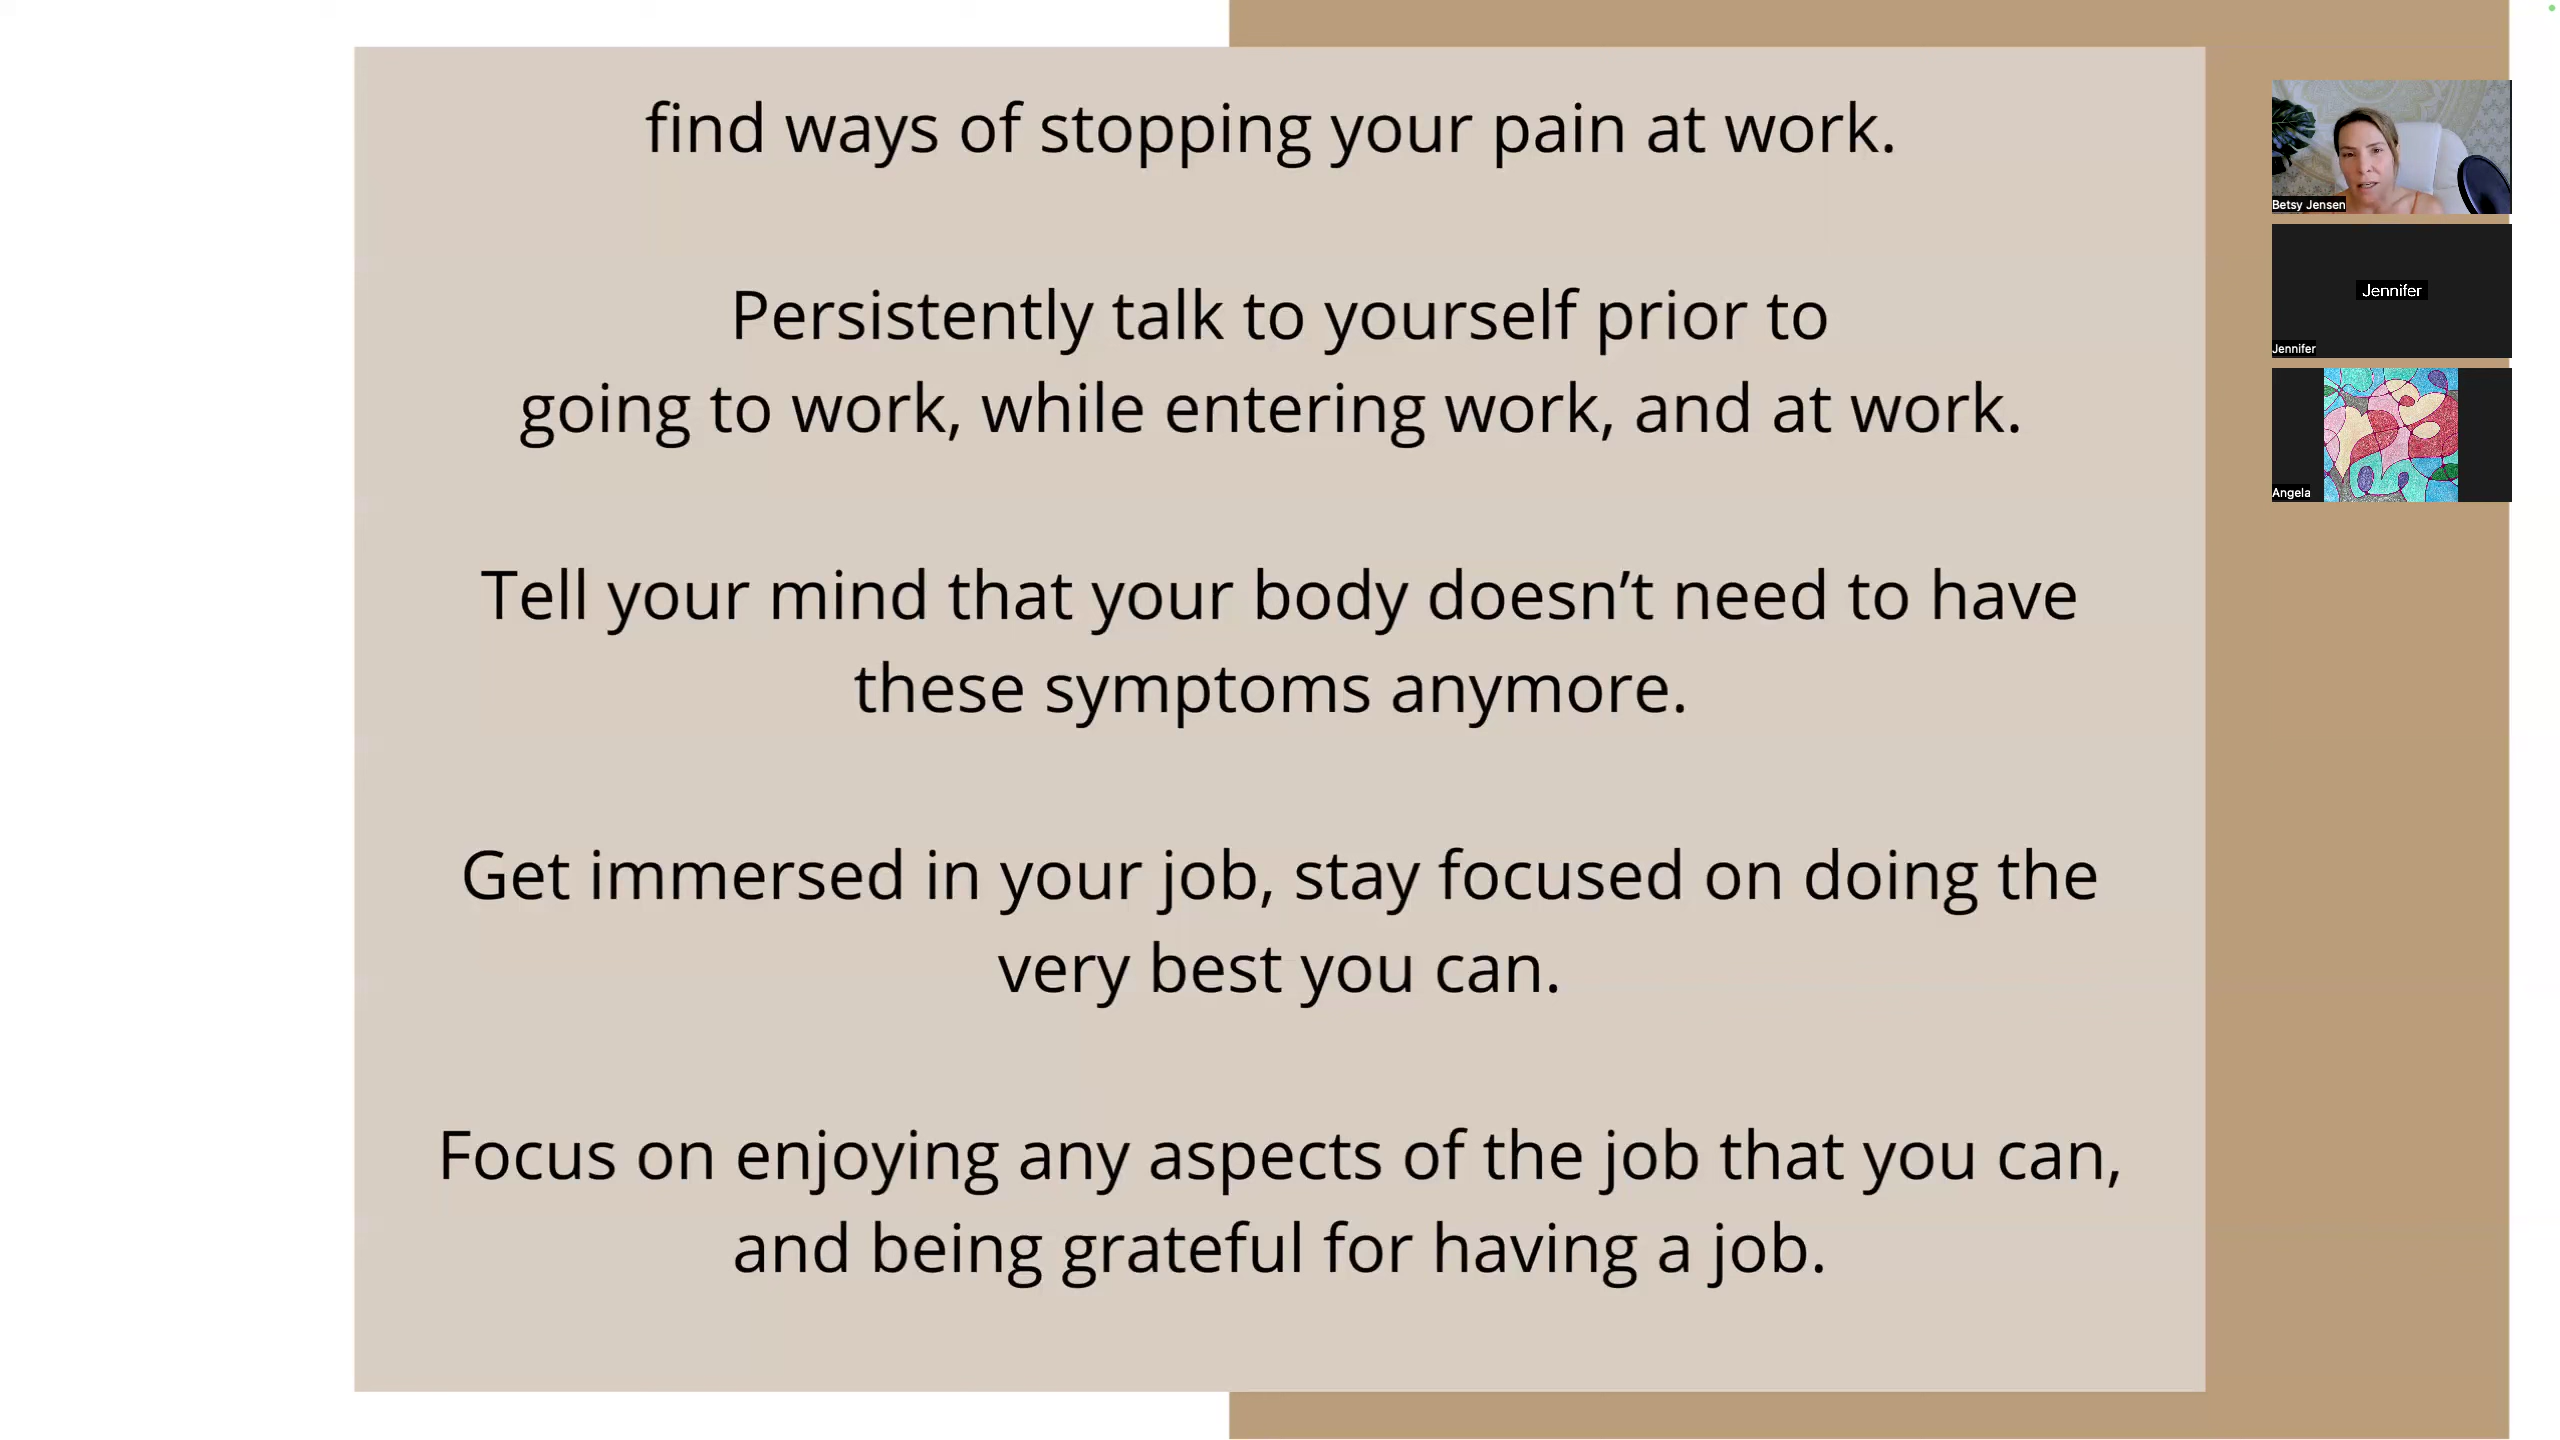 find ways of stopping your pain at work.
Persistently talk to yourself prior to
going to work, while entering work, and at work.
Tell your mind that your body doesn’t need to have
these symptoms anymore.
Get immersed in your job, stay focused on doing the
very best you can.
Focus on enjoying any aspects of the job that you can,
and being grateful for having a job.
Betsy Jensen
Jennifer
Jennifer
Angela